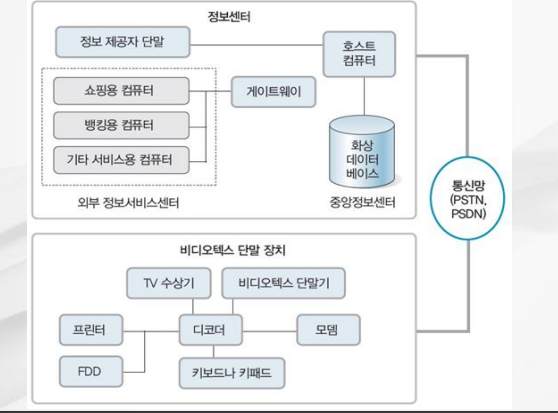 정보센터
정보 제공자 단말
호스트
컴퓨터
쇼핑용 컴퓨터
게이트웨이
뱅킹용 컴퓨터
기타 서비스용 컴퓨터
화상
데이터
베이스
외부 정보서비스센터
중앙정보센터
통신망
(PSTN,
PSDN)
비디오텍스 단말 장치
TV 수상기
비디오텍스 단말기
프린터
디코더
모뎀
FDD
키보드나 키패드